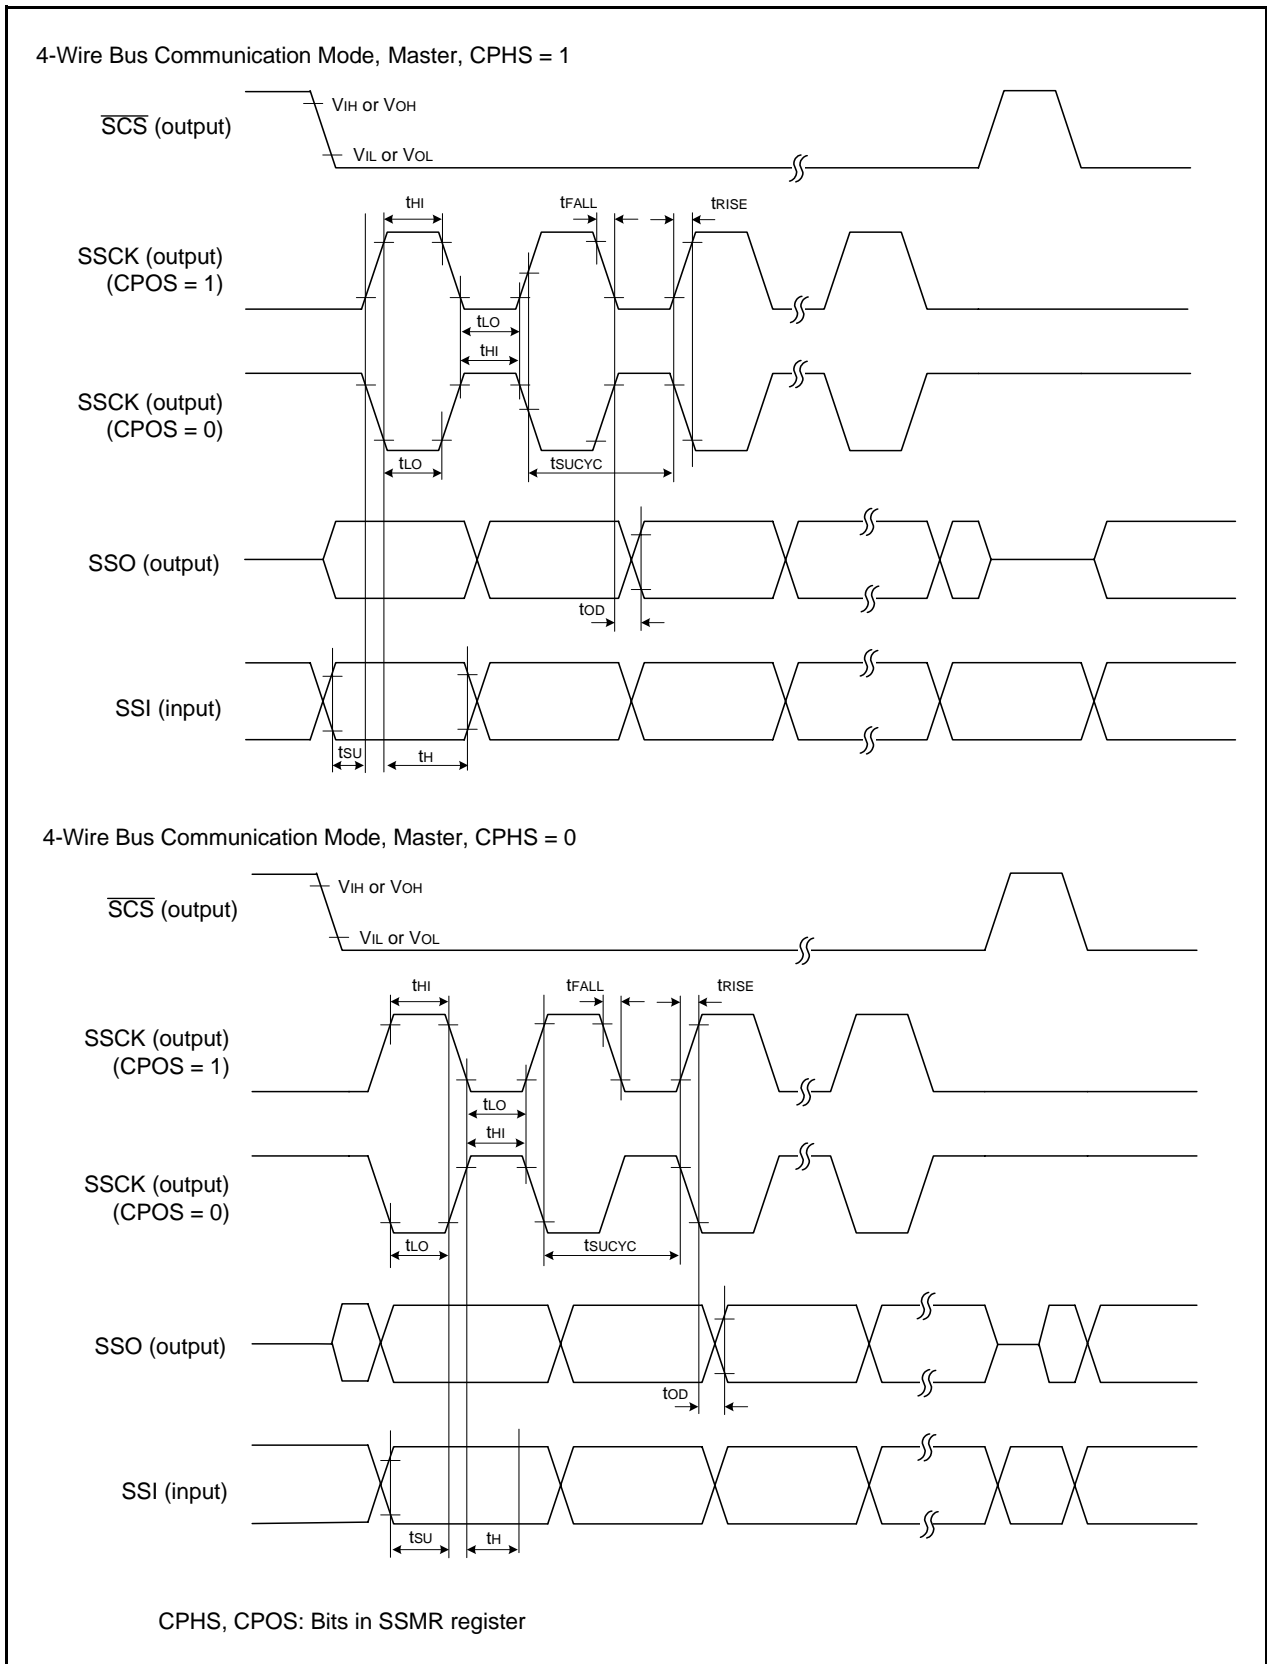 4-Wire Bus Communication Mode, Master, CPHS = 1
SCS (output)
VIH or VOH
VIL or VOL
tHI
tFALL
tRISE
SSCK (output)
(CPOS = 1)
tLO
tHI
SSCK (output)
(CPOS = 0)
tLO
tSUCYC
SSO (output)
tOD
SSI (input)
tSU
tH
4-Wire Bus Communication Mode, Master, CPHS = 0
SCS (output)
VIH or VOH
VIL or VOL
tHI
tFALL
tRISE
SSCK (output)
(CPOS = 1)
tLO
tHI
SSCK (output)
(CPOS = 0)
tLO
tSUCYC
SSO (output)
tOD
SSI (input)
tSU
tH
CPHS, CPOS: Bits in SSMR register